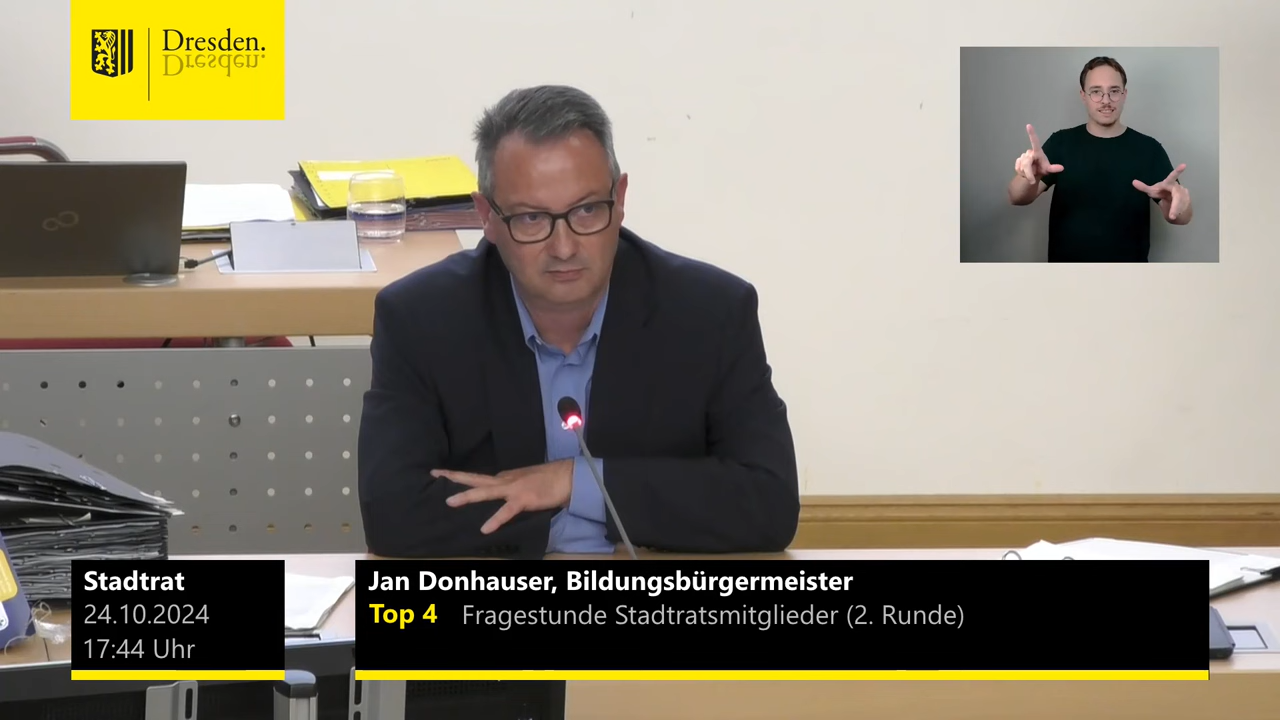 Dresden.
Dresden.
Stadtrat
24.10.2024
17:44 Uhr
Jan Donhauser, Bildungsbürgermeister
Top 4 Fragestunde Stadtratsmitglieder (2. Runde)